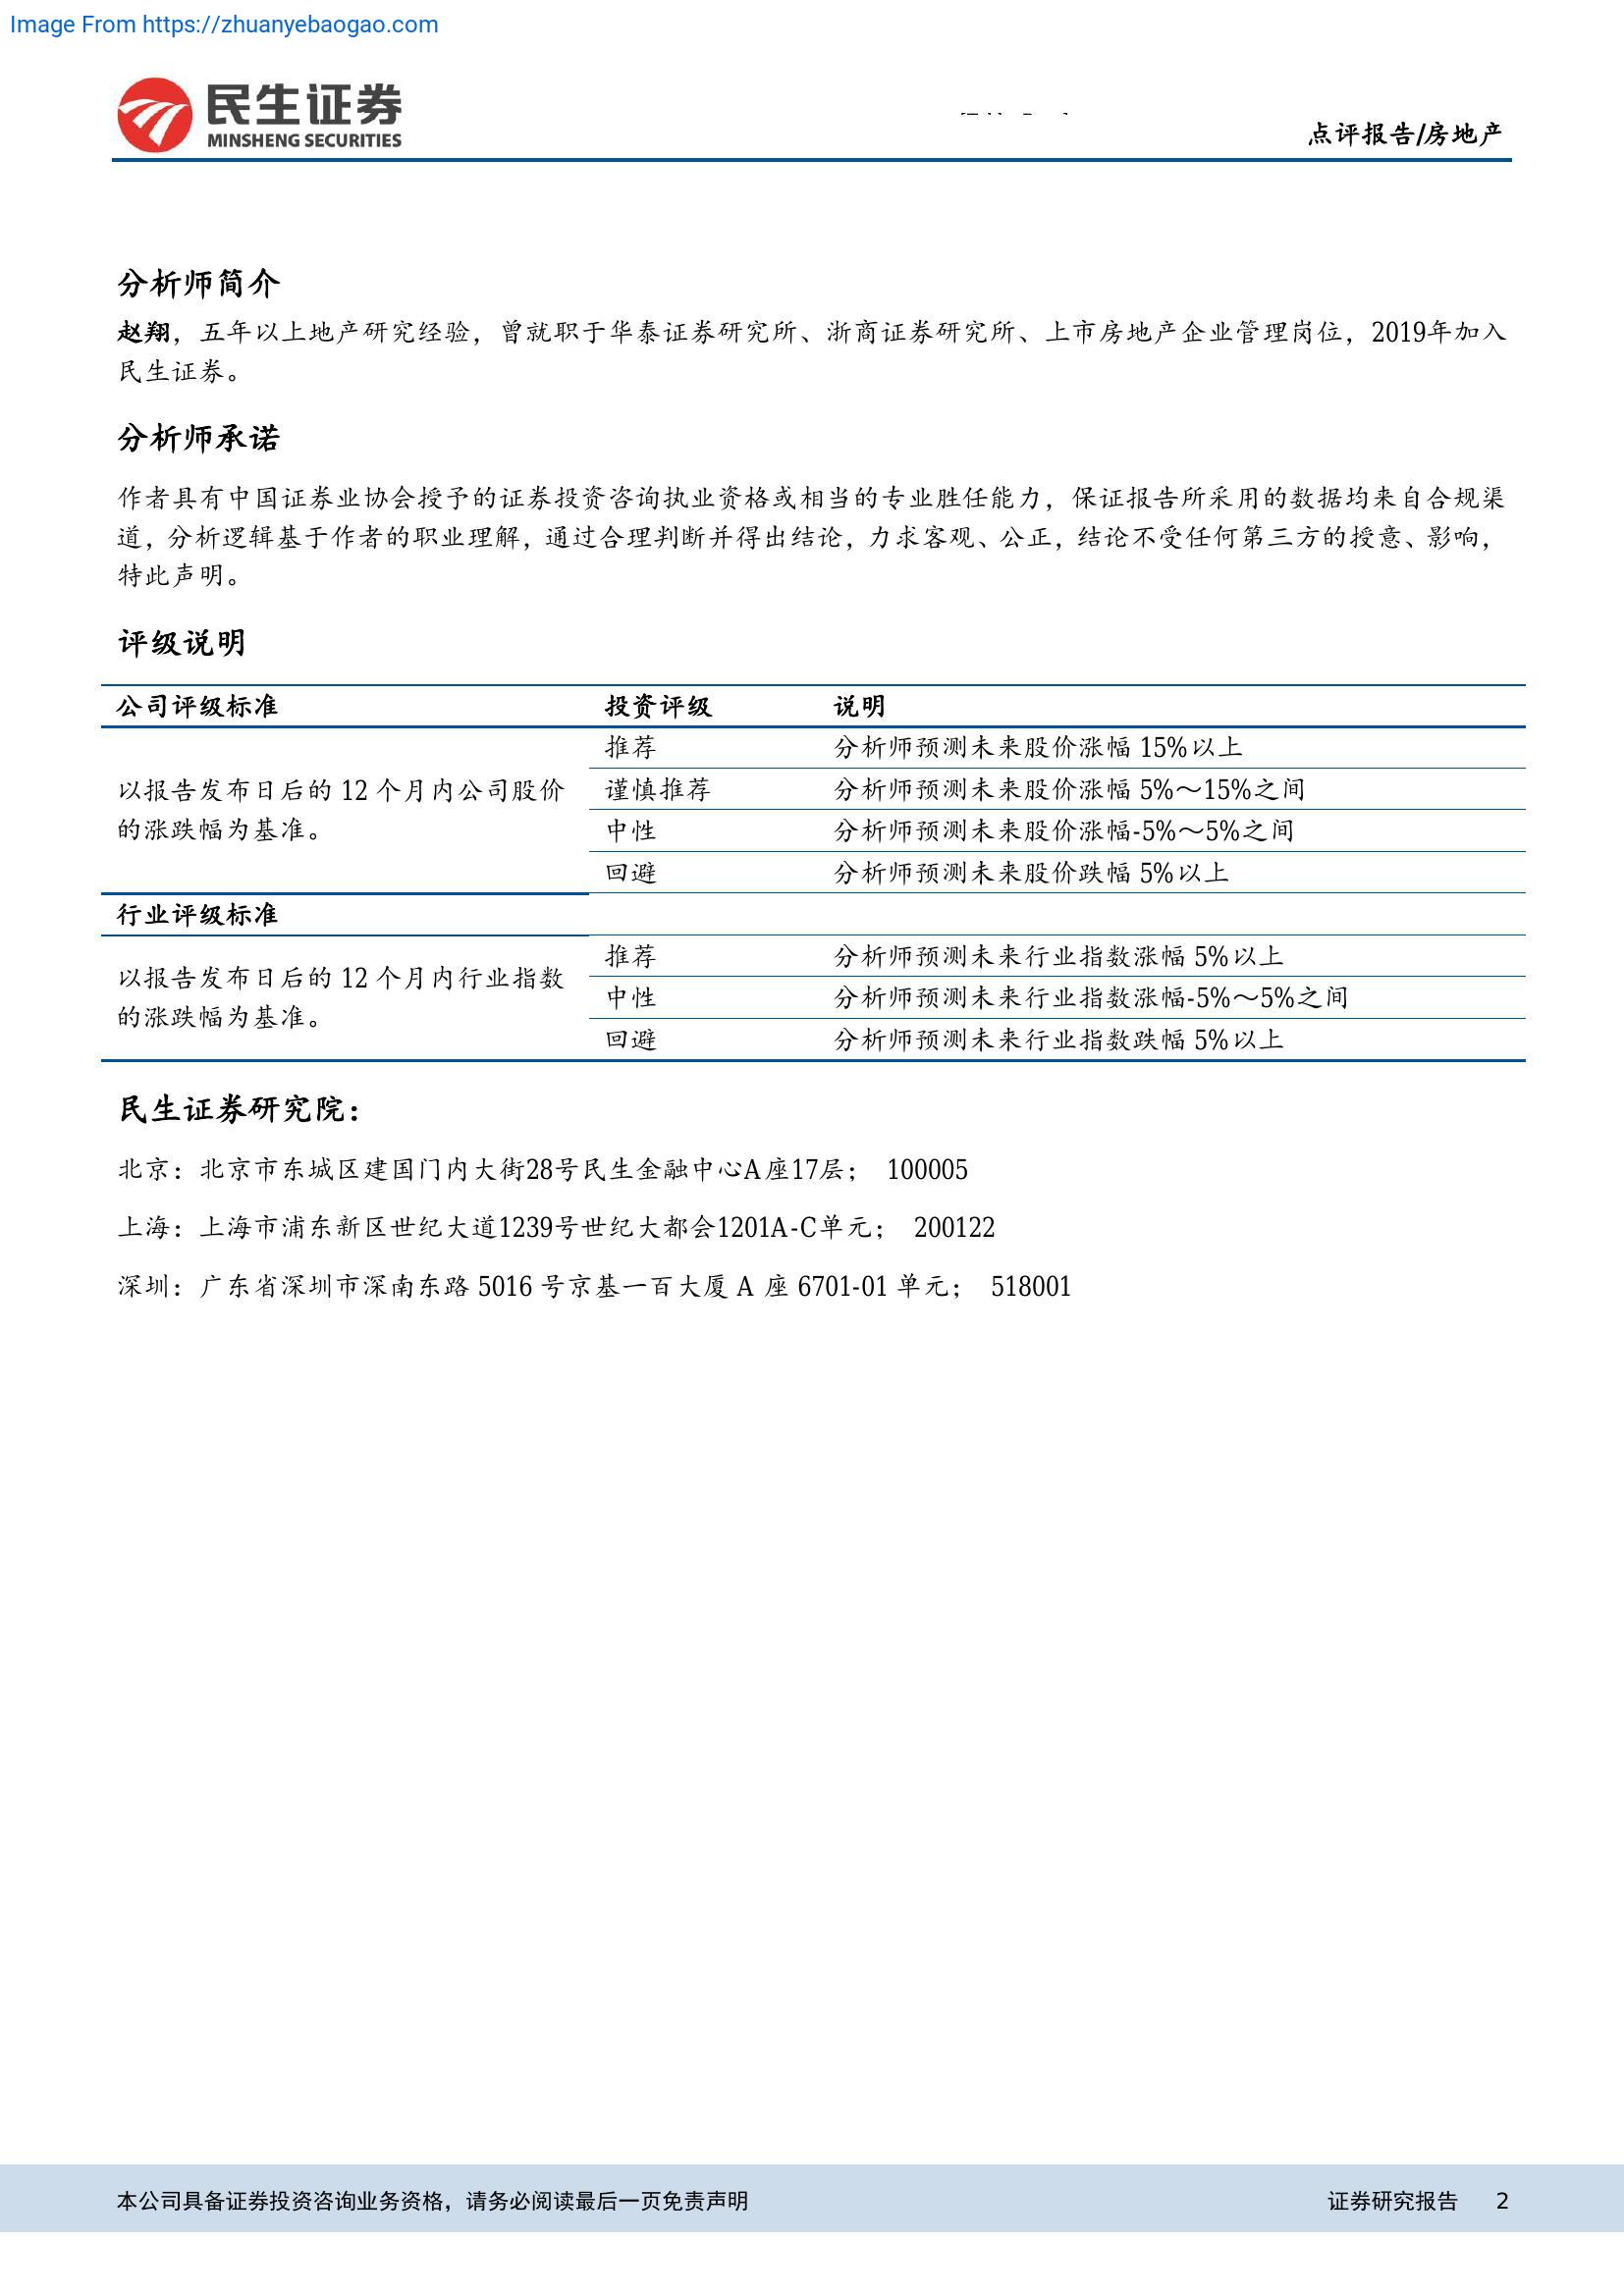 Image From https://zhuanyebaogao.com
民生证券
MINSHENG SECURITIES
点评报告/房地产
分析师简介
赵翔，五年以上地产研究经验，曾就职于华泰证券研究所、浙商证券研究所、上市房地产企业管理岗位，2019年加入
民生证券。
分析师承诺
作者具有中国证券业协会授予的证券投资咨询执业资格或相当的专业胜任能力，保证报告所采用的数据均来自合规渠
道，分析逻辑基于作者的职业理解，通过合理判断并得出结论，力求客观、公正，结论不受任何第三方的授意、影响，
特此声明。
评级说明
公司评级标准 投资评级 说明
以报告发布日后的 12 个月内公司股价
的涨跌幅为基准。
推荐 分析师预测未来股价涨幅 15%以上
谨慎推荐 分析师预测未来股价涨幅 5%～15%之间
中性 分析师预测未来股价涨幅-5%～5%之间
回避 分析师预测未来股价跌幅 5%以上
行业评级标准
以报告发布日后的 12 个月内行业指数
的涨跌幅为基准。
推荐 分析师预测未来行业指数涨幅 5%以上
中性 分析师预测未来行业指数涨幅-5%～5%之间
回避 分析师预测未来行业指数跌幅 5%以上
民生证券研究院：
北京：北京市东城区建国门内大街28号民生金融中心A座17层； 100005
上海：上海市浦东新区世纪大道1239号世纪大都会1201A-C单元； 200122
深圳：广东省深圳市深南东路 5016 号京基一百大厦 A 座 6701-01 单元； 518001
本公司具备证券投资咨询业务资格，请务必阅读最后一页免责声明 证券研究报告 2